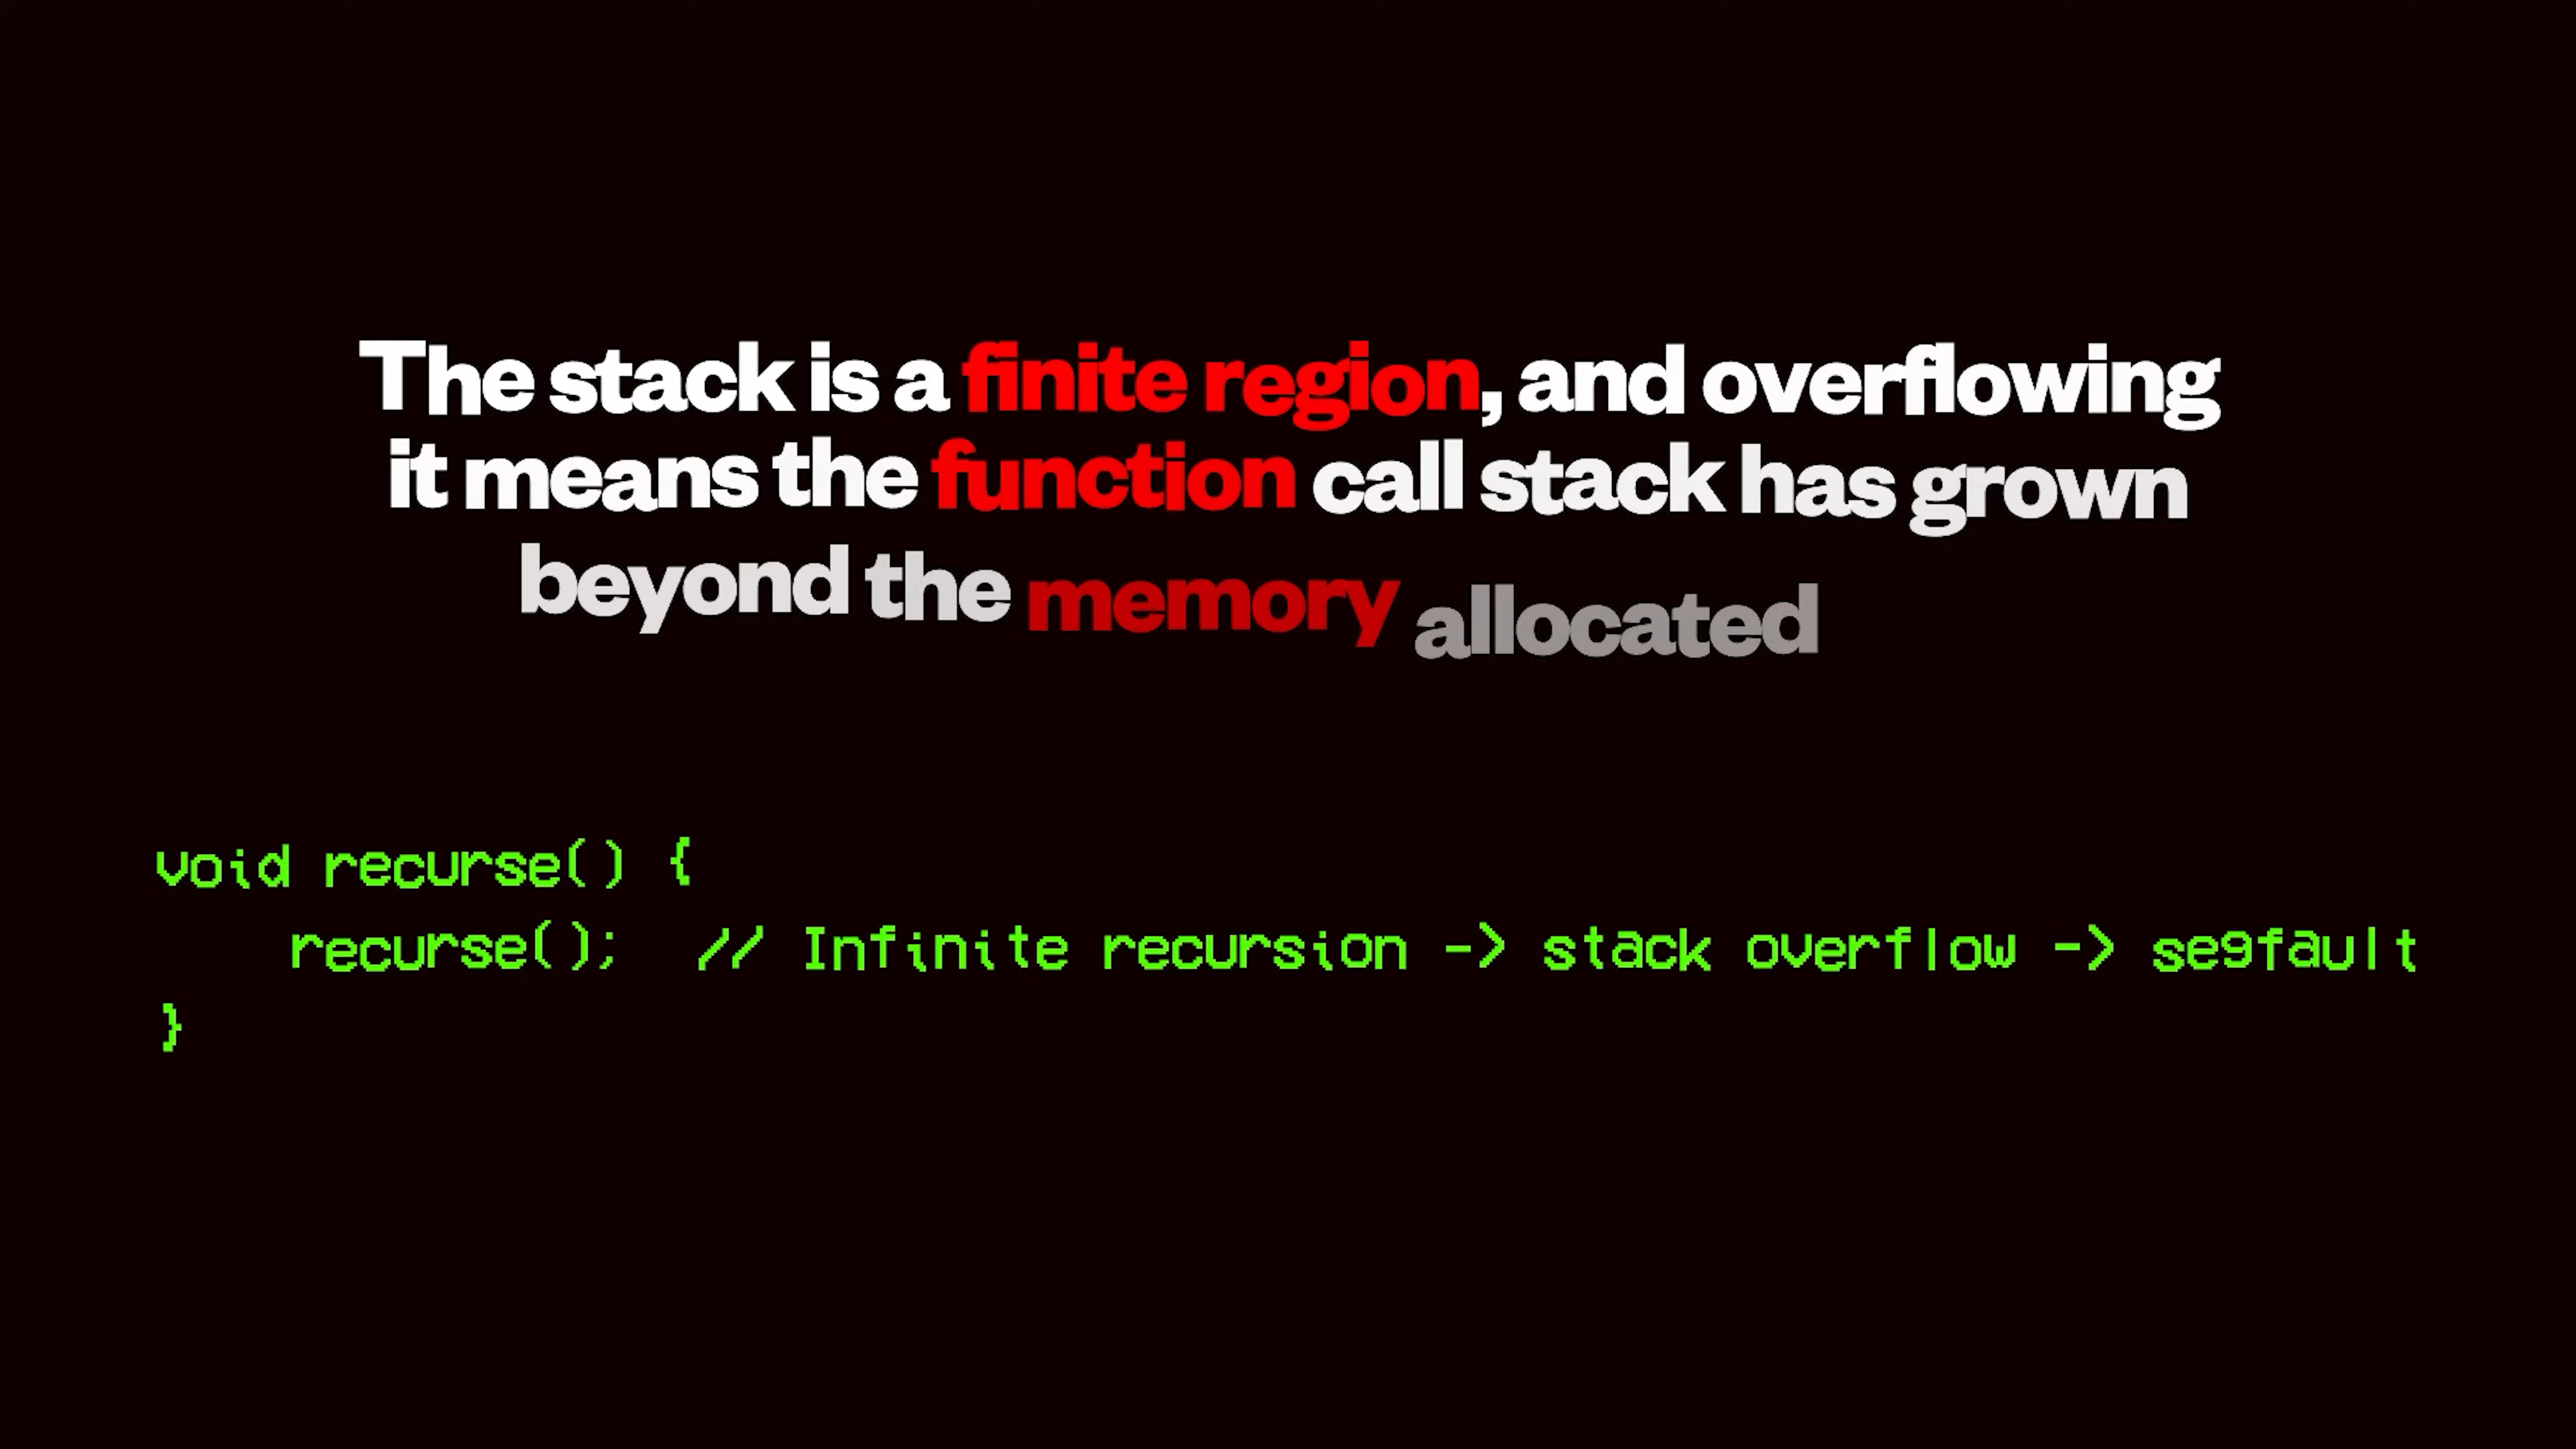 The stack is a finite region, and overflowing
it means the function call stack has grown
beyond the memory allocated
void recurse() {
    recurse();  // Infinite recursion -> stack overflow -> segfault
}